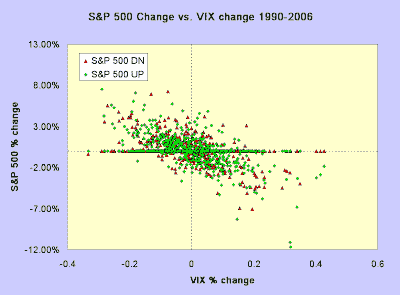 S&P 500 Change vs. VIX change 1990-2006
13.00%
S&P 500 DN
S&P 500 UP
8.00%
3.00%
-2.00%
-7.00%
-12.00%
S&P 500 % change
-0.4 -0.2 0 0.2 0.4 0.6
VIX % change